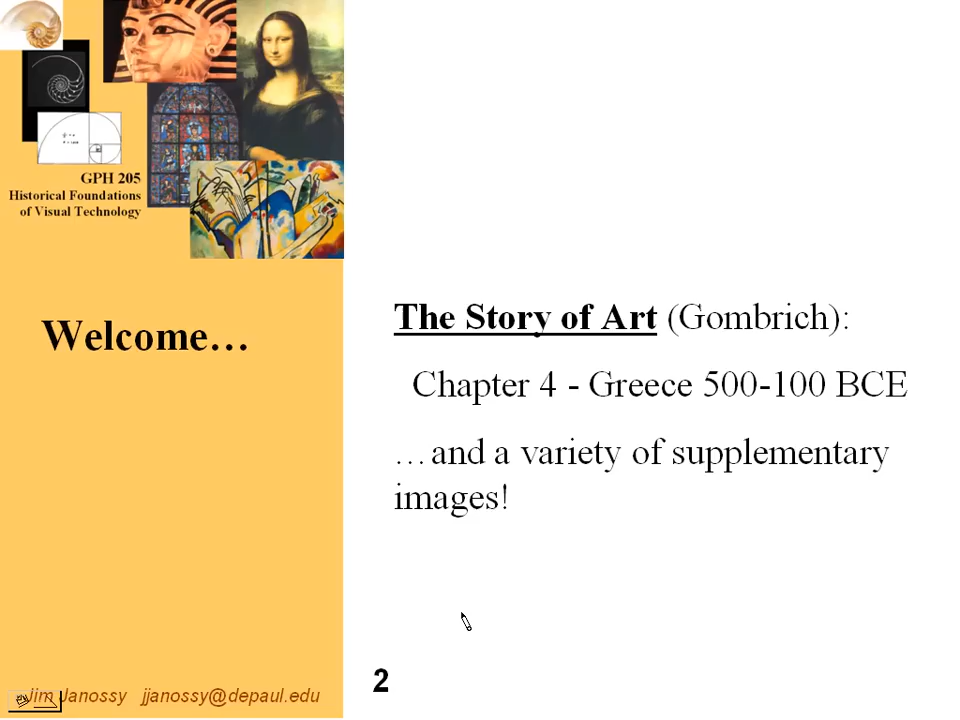 GPH 205
Historical Foundations
of Visual Technology
Welcome…
The Story of Art (Gombrich):
Chapter 4 - Greece 500-100 BCE
…and a variety of supplementary
images!
Jim Janossy jjanossy@depaul.edu
2